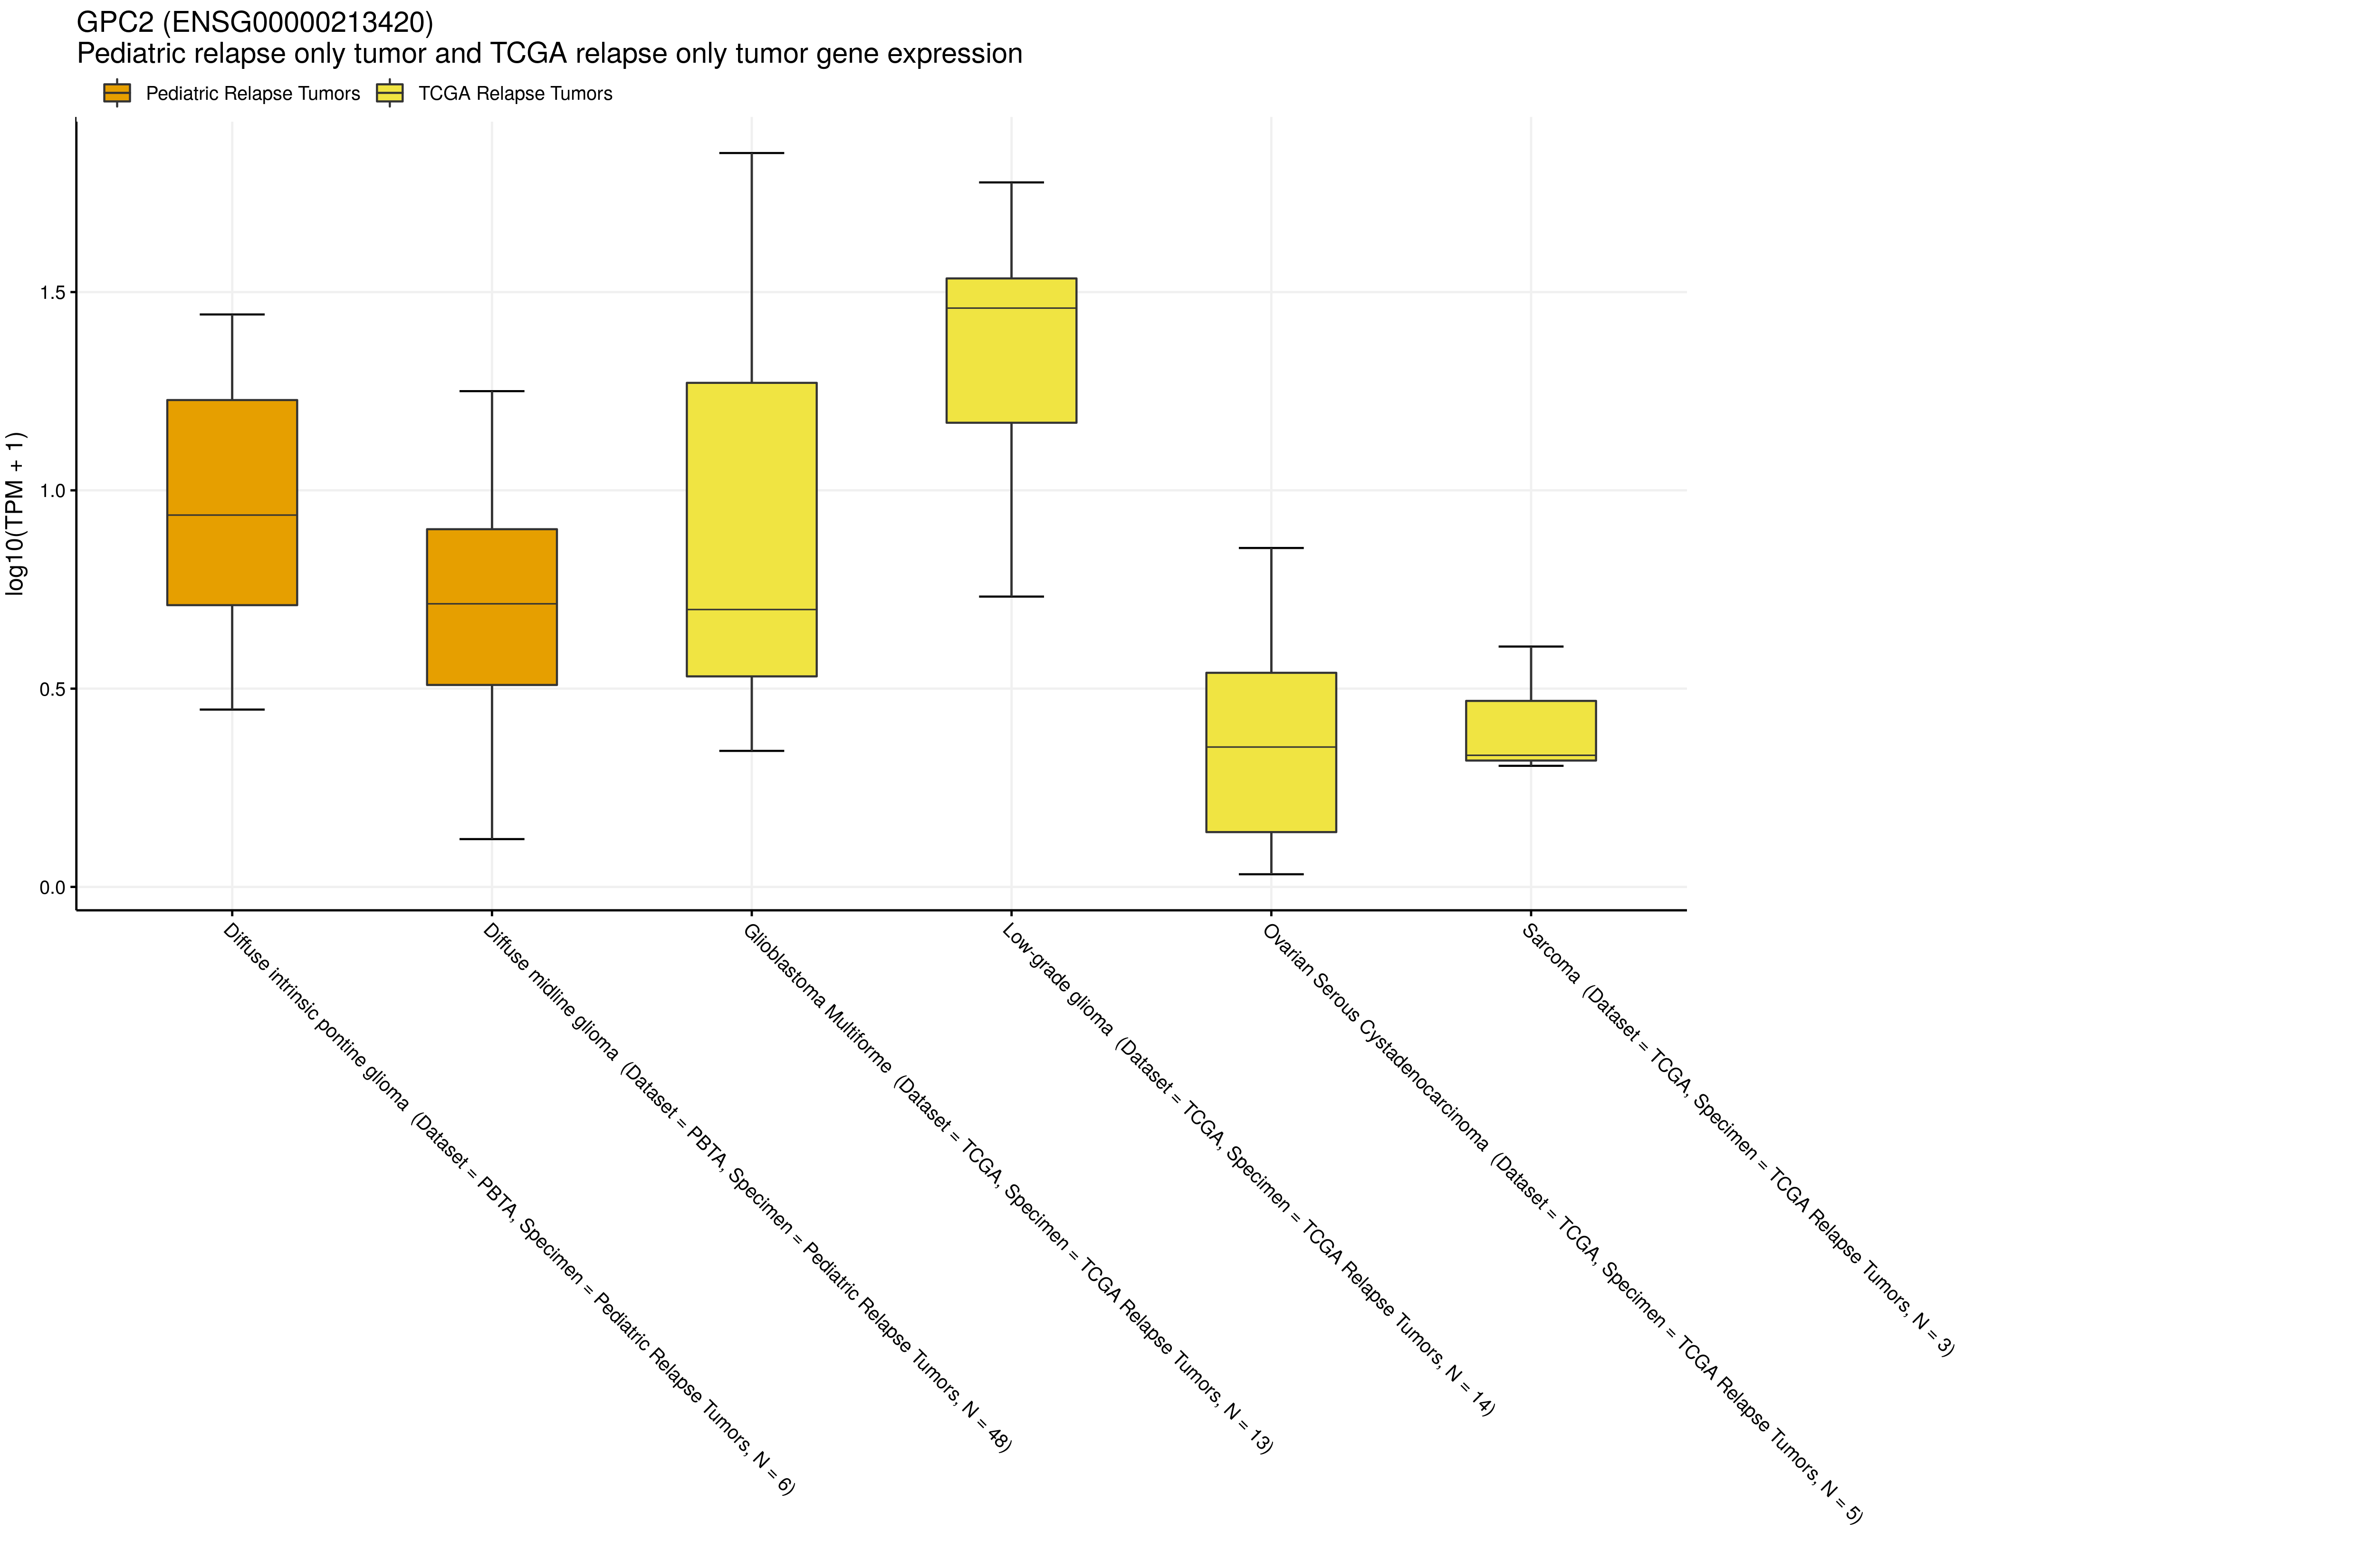 GPC2 (ENSG00000213420)
Pediatric relapse only tumor and TCGA relapse only tumor gene expression
Pediatric Relapse Tumors
TCGA Relapse Tumors
log10(TPM + 1)
1.5
1.0
0.5
0.0
Diffuse intrinsic pontine glioma (Dataset = PBTA, Specimen = Pediatric Relapse Tumors, N = 6)
Diffuse midline glioma (Dataset = PBTA, Specimen = Pediatric Relapse Tumors, N = 48)
Glioblastoma Multiforme (Dataset = TCGA, Specimen = TCGA Relapse Tumors, N = 13)
Low-grade glioma (Dataset = TCGA, Specimen = TCGA Relapse Tumors, N = 14)
Ovarian Serous Cystadenocarcinoma (Dataset = TCGA, Specimen = TCGA Relapse Tumors, N = 5)
Sarcoma (Dataset = TCGA, Specimen = TCGA Relapse Tumors, N = 3)